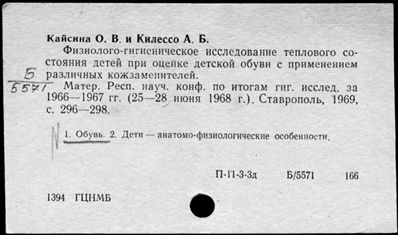 Кайсина О. В. и Килессо А. Б.
Физиолого-гигиеническое исследование теплового со-
стояния детей при оценке детской обуви с применением
различных кожзаменителей.
Б
5571
Матер. Респ. науч. конф. по итогам гиг. исслед. за
1966—1967 гг. (25—28 июня 1968 г.). Ставрополь, 1969,
с. 296—298.
1. Обувь. 2. Дети — анатомо-физиологические особенности.
П-П-3-3д Б/5571 166
1394 ГЦНМБ